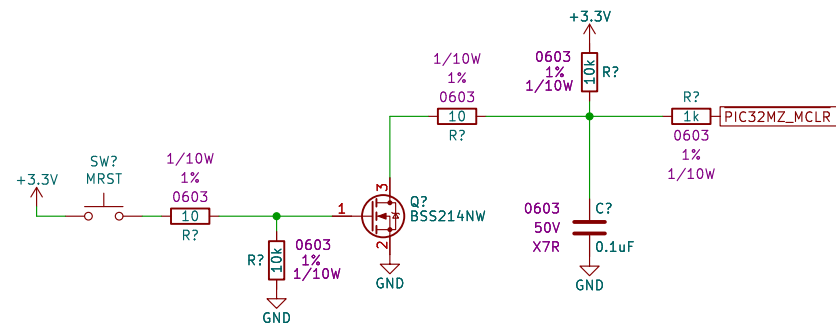 +3.3V
1/10W
1%
0603
10
R?
0603
1%
1/10W
10k
R?
R?
1k
PIC32MZ_MCLR
0603
1%
1/10W
+3.3V
SW?
MRST
1/10W
1%
0603
10
R?
1
3
2
Q?
BSS214NW
GND
R?
10k
0603
1%
1/10W
GND
0603
50V
X7R
C?
0.1uF
GND